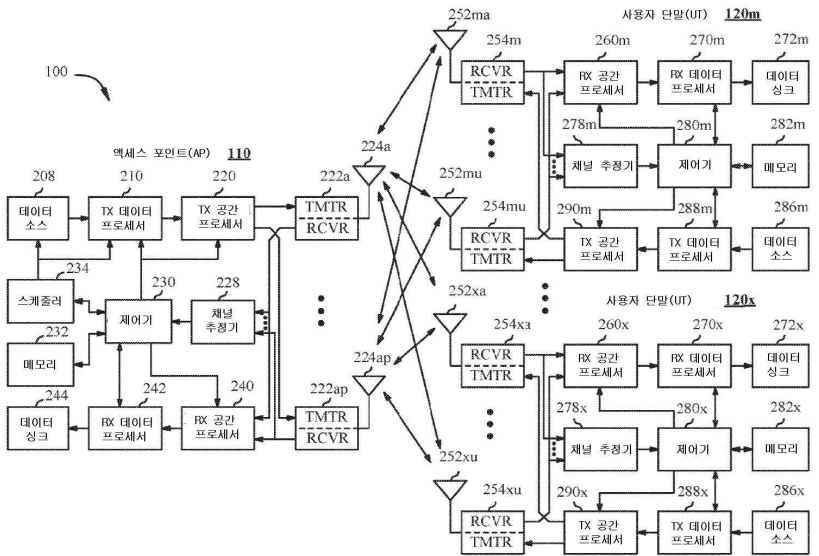 100
액세스 포인트(AP) 110
208
데이터
소스
210
TX 데이터
프로세서
220
TX 공간
프로세서
222a
TMTR
RCVR
224a
234
스케줄러
230
제어기
228
채널
추정기
232
메모리
244
데이터
싱크
242
RX 데이터
프로세서
240
RX 공간
프로세서
222ap
TMTR
RCVR
224ap
사용자 단말(UT) 120m
252ma
254m
RCVR
TMTR
260m
RX 공간
프로세서
270m
RX 데이터
프로세서
272m
데이터
싱크
278m
채널 추정기
280m
제어기
282m
메모리
252mu
254mu
RCVR
TMTR
290m
TX 공간
프로세서
288m
TX 데이터
프로세서
286m
데이터
소스
사용자 단말(UT) 120x
252xa
254xa
RCVR
TMTR
260x
RX 공간
프로세서
270x
RX 데이터
프로세서
272x
데이터
싱크
278x
채널 추정기
280x
제어기
282x
메모리
252xu
254xu
RCVR
TMTR
290x
TX 공간
프로세서
288x
TX 데이터
프로세서
286x
데이터
소스